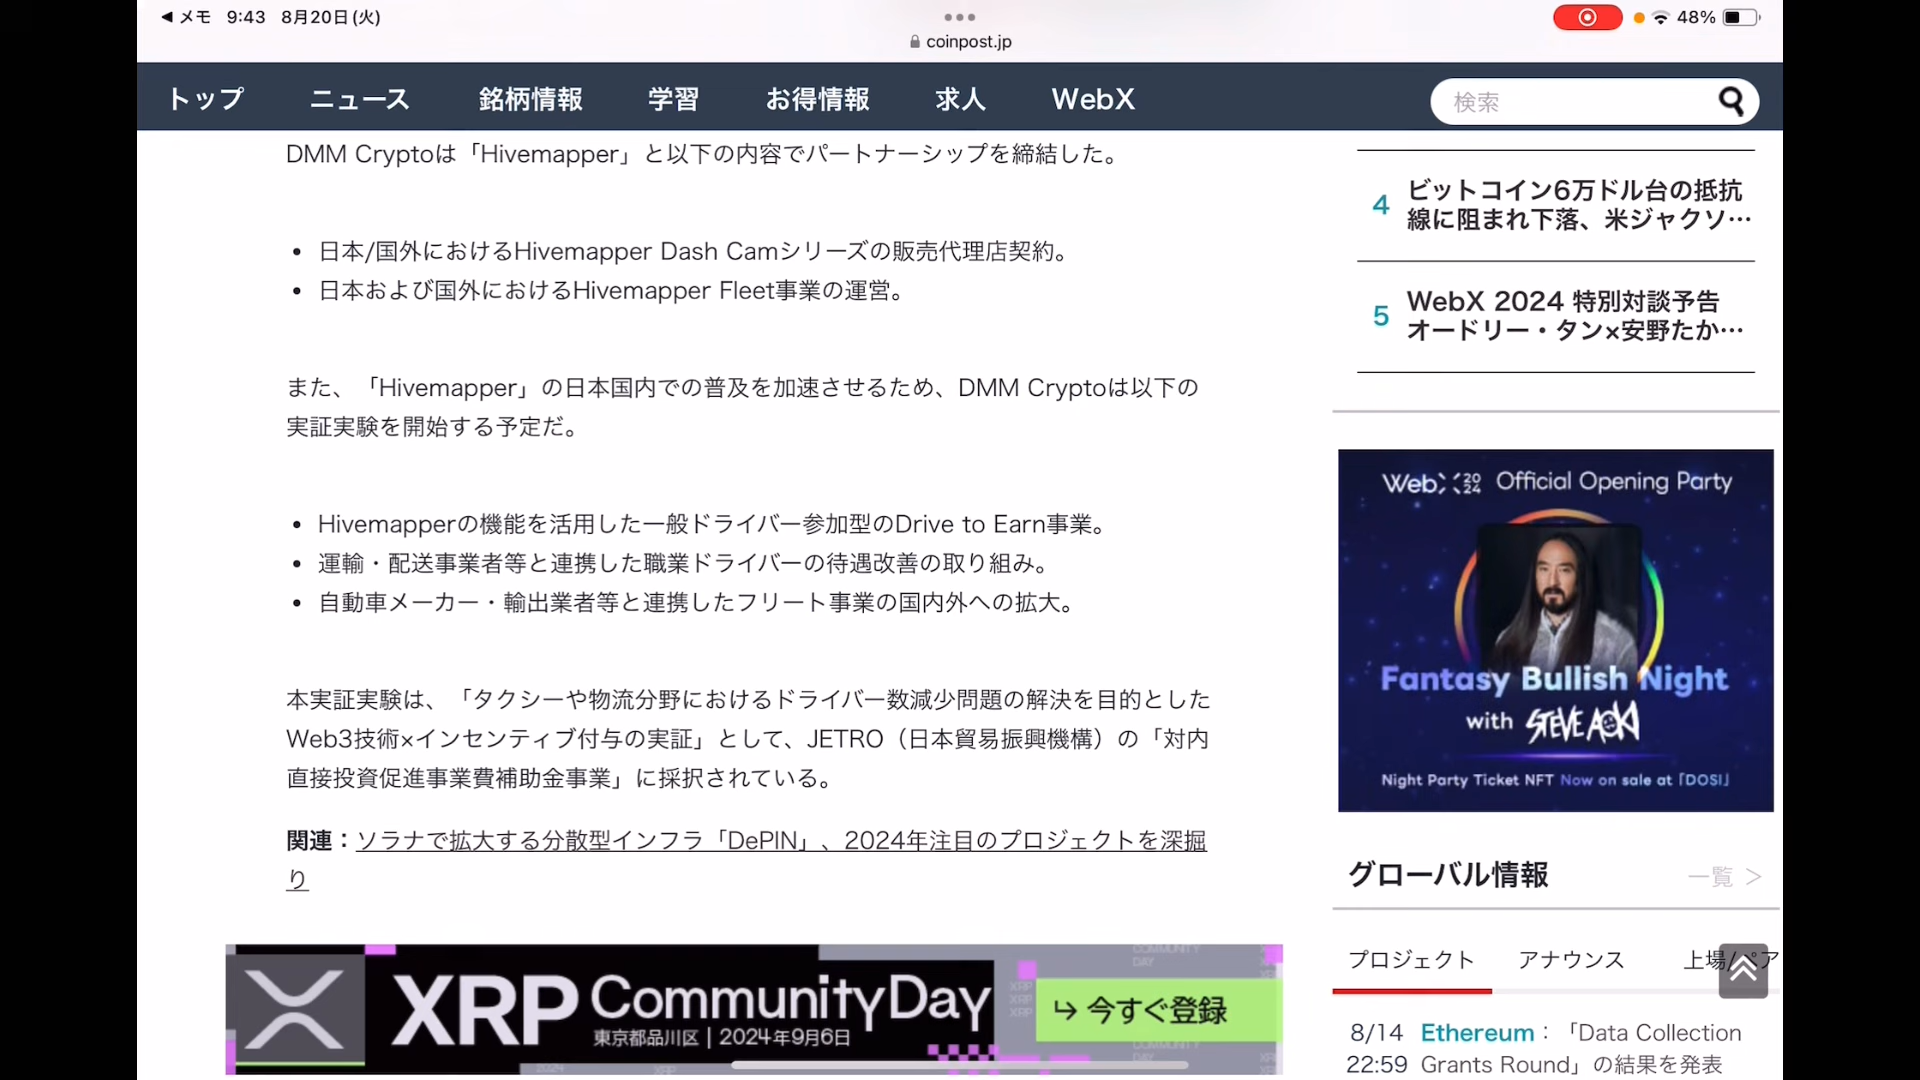 ◀ メモ 9:43 8月20日(火)
48%
coinpost.jp
トップ ニュース 銘柄情報 学習 お得情報 求人 WebX
検索
DMM Cryptoは「Hivemapper」と以下の内容でパートナーシップを締結した。
• 日本/国外におけるHivemapper Dash Camシリーズの販売代理店契約。
• 日本および国外におけるHivemapper Fleet事業の運営。
また、「Hivemapper」の日本国内での普及を加速させるため、DMM Cryptoは以下の
実証実験を開始する予定だ。
• Hivemapperの機能を活用した一般ドライバー参加型のDrive to Earn事業。
• 運輸・配送事業者等と連携した職業ドライバーの待遇改善の取り組み。
• 自動車メーカー・輸出業者等と連携したフリート事業の国内外への拡大。
本実証実験は、「タクシーや物流分野におけるドライバー数減少問題の解決を目的とした
Web3技術×インセンティブ付与の実証」として、JETRO（日本貿易振興機構）の「対内
直接投資促進事業費補助金事業」に採択されている。
関連：ソラナで拡大する分散型インフラ「DePIN」、2024年注目のプロジェクトを深掘
り
XRP CommunityDay
東京都品川区 | 2024年9月6日
↳ 今すぐ登録
4 ビットコイン6万ドル台の抵抗
線に阻まれ下落、米ジャクソ…
5 WebX 2024 特別対談予告
オードリー・タン×安野たか…
WebX 2024 Official Opening Party
Fantasy Bullish Night
with STEVE AOKI
Night Party Ticket NFT Now on sale at「DOSI」
グローバル情報 一覧 ＞
プロジェクト アナウンス 上場/ペア
8/14 Ethereum：「Data Collection
22:59 Grants Round」の結果を発表